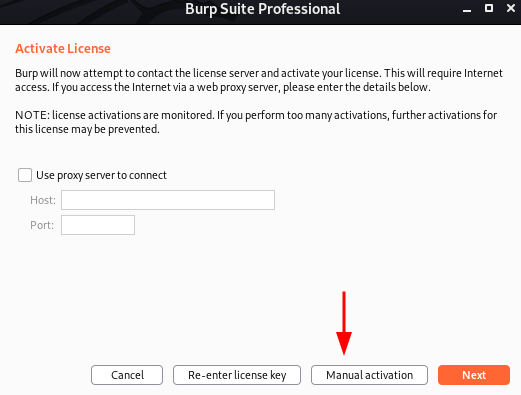 Burp Suite Professional
Activate License
Burp will now attempt to contact the license server and activate your license. This will require Internet
access. If you access the Internet via a web proxy server, please enter the details below.
NOTE: license activations are monitored. If you perform too many activations, further activations for
this license may be prevented.
Use proxy server to connect
Host:
Port:
Cancel
Re-enter license key
Manual activation
Next